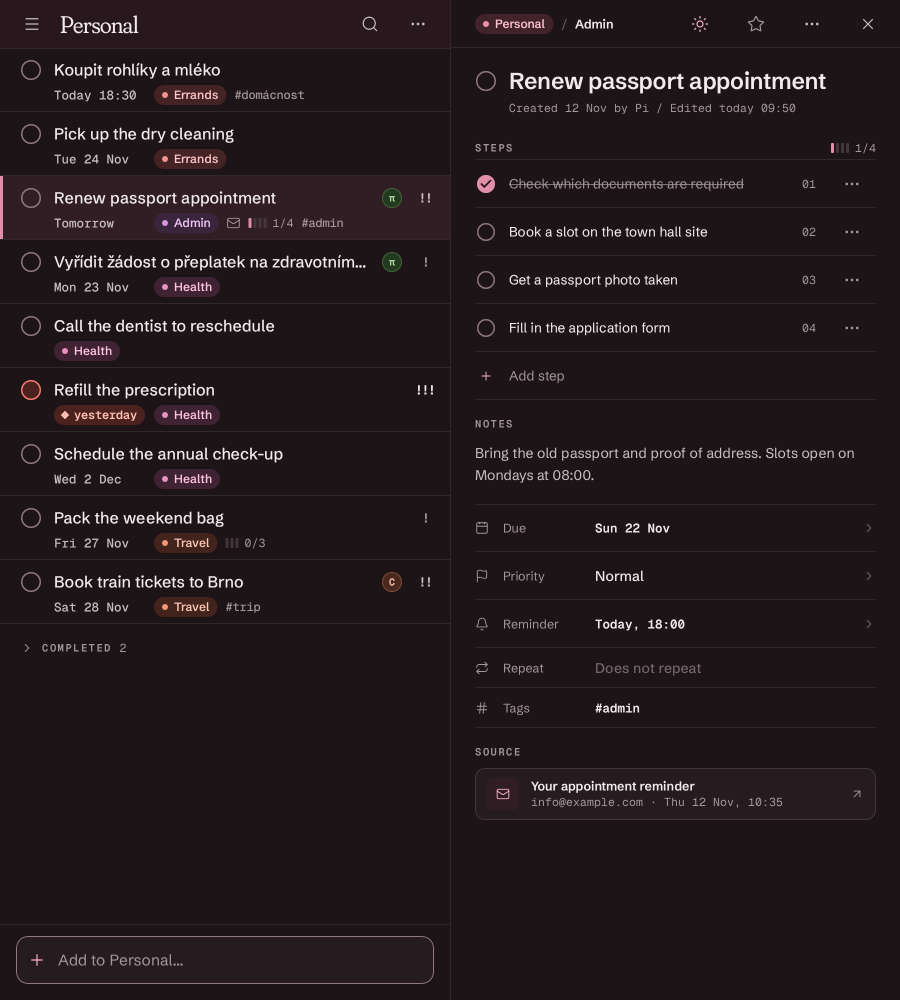 Personal
Koupit rohlíky a mléko
Today 18:30 Errands #domácnost
Pick up the dry cleaning
Tue 24 Nov Errands
Renew passport appointment π !!
Tomorrow Admin 1/4 #admin
Vyřídit žádost o přeplatek na zdravotním… π !
Mon 23 Nov Health
Call the dentist to reschedule
Health
Refill the prescription !!!
yesterday Health
Schedule the annual check-up
Wed 2 Dec Health
Pack the weekend bag !
Fri 27 Nov Travel 0/3
Book train tickets to Brno C !!
Sat 28 Nov Travel #trip
COMPLETED 2
Add to Personal…
Personal / Admin
Renew passport appointment
Created 12 Nov by Pi / Edited today 09:50
STEPS 1/4
Check which documents are required 01
Book a slot on the town hall site 02
Get a passport photo taken 03
Fill in the application form 04
Add step
NOTES
Bring the old passport and proof of address. Slots open on
Mondays at 08:00.
Due Sun 22 Nov
Priority Normal
Reminder Today, 18:00
Repeat Does not repeat
Tags #admin
SOURCE
Your appointment reminder
info@example.com · Thu 12 Nov, 10:35